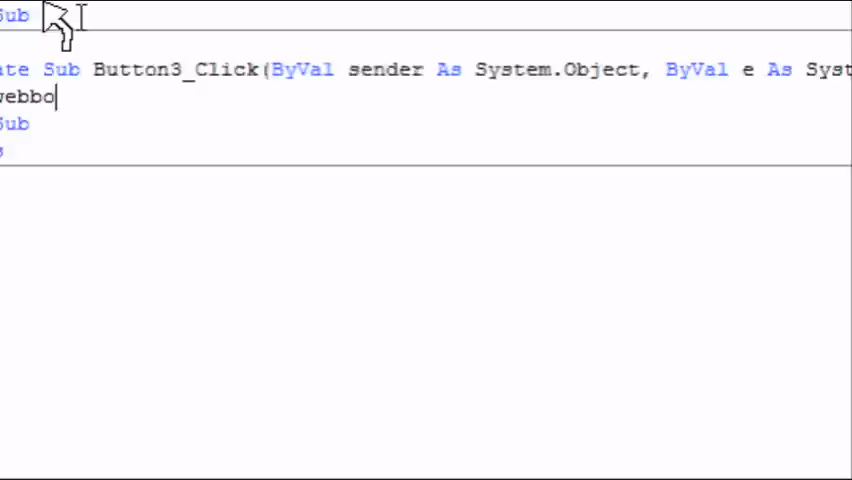 Sub
ate Sub Button3_Click(ByVal sender As System.Object, ByVal e As Syst
webbo
Sub
s